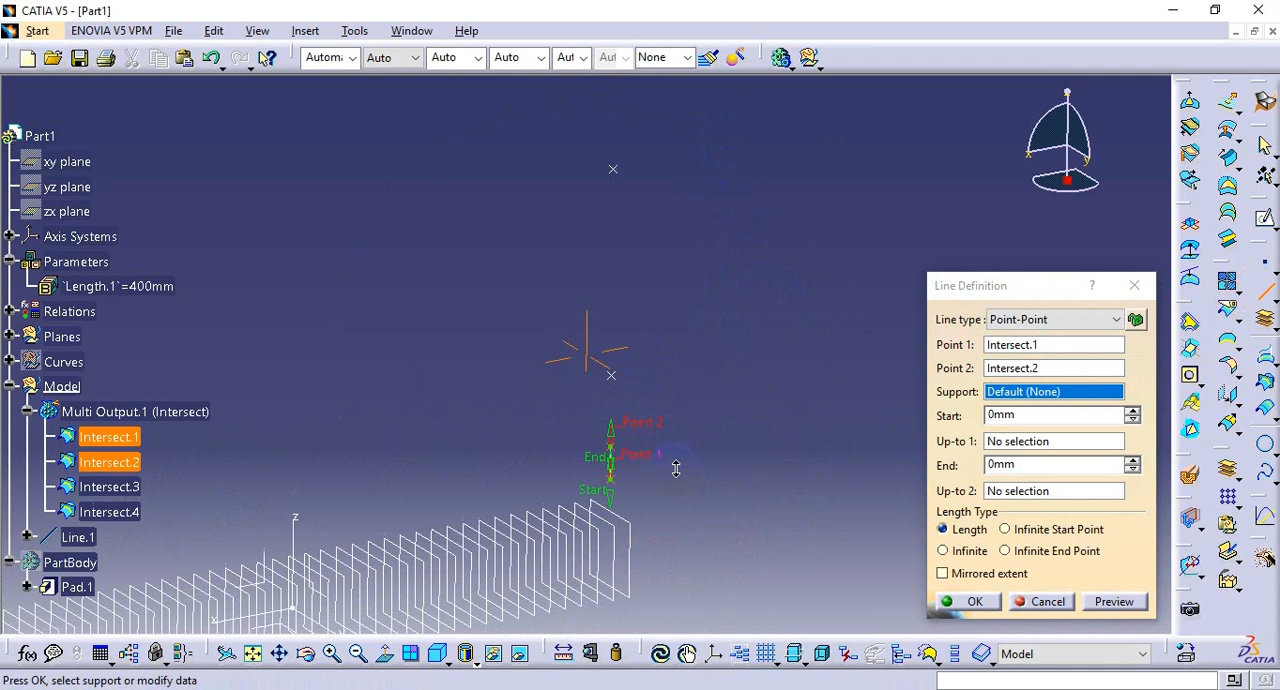 CATIA V5 - [Part1]
Start ENOVIA V5 VPM File Edit View Insert Tools Window Help
Automa Auto Auto Auto Aut Aut None
Part1
xy plane
yz plane
zx plane
Axis Systems
Parameters
`Length.1`=400mm
Relations
Planes
Curves
Model
Multi Output.1 (Intersect)
Intersect.1
Intersect.2
Intersect.3
Intersect.4
Line.1
PartBody
Pad.1
x
y
Point 2
End
Point 1
Start
z
x
Line Definition ?
Line type : Point-Point
Point 1: Intersect.1
Point 2: Intersect.2
Support: Default (None)
Start: 0mm
Up-to 1: No selection
End: 0mm
Up-to 2: No selection
Length Type
Length Infinite Start Point
Infinite Infinite End Point
Mirrored extent
OK Cancel Preview
f(x) Model
DS CATIA
Press OK, select support or modify data